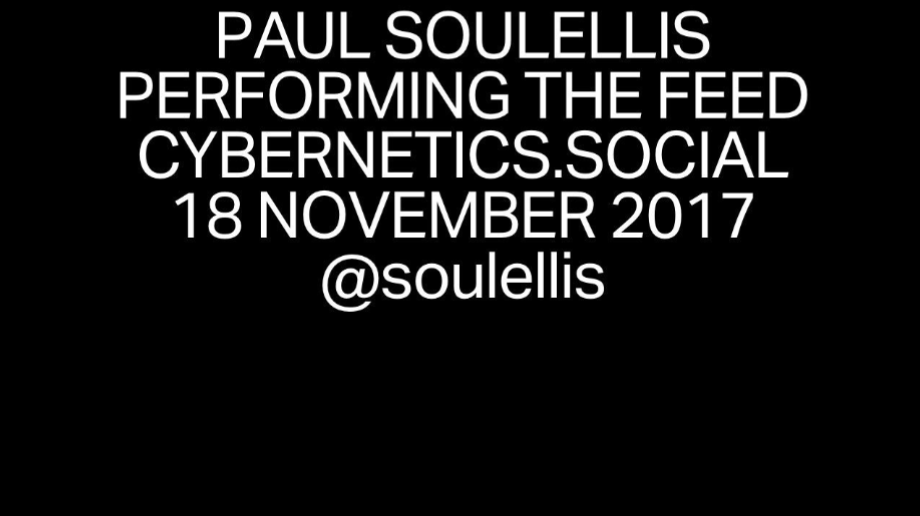 PAUL SOULELLIS
PERFORMING THE FEED
CYBERNETICS.SOCIAL
18 NOVEMBER 2017
@soulellis